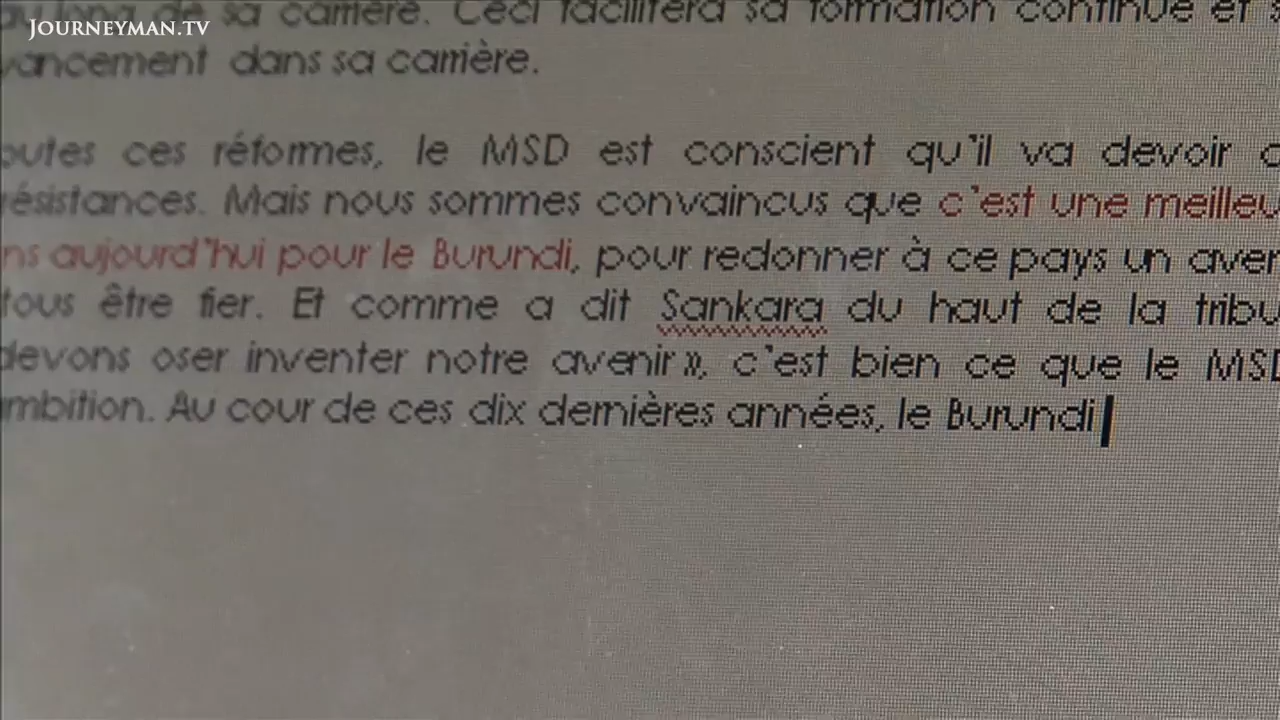 JOURNEYMAN.TV
au long de sa carrière. Ceci facilitera sa formation continue et s
vancement dans sa carrière.
outes ces réformes, le MSD est conscient qu'il va devoir
résistances. Mais nous sommes convaincus que c'est une meilleu
ns aujourd'hui pour le Burundi, pour redonner à ce pays un aven
tous être fier. Et comme a dit Sankara du haut de la tribu
devons oser inventer notre avenir », c'est bien ce que le MSD
mbition. Au cour de ces dix dernières années, le Burundi